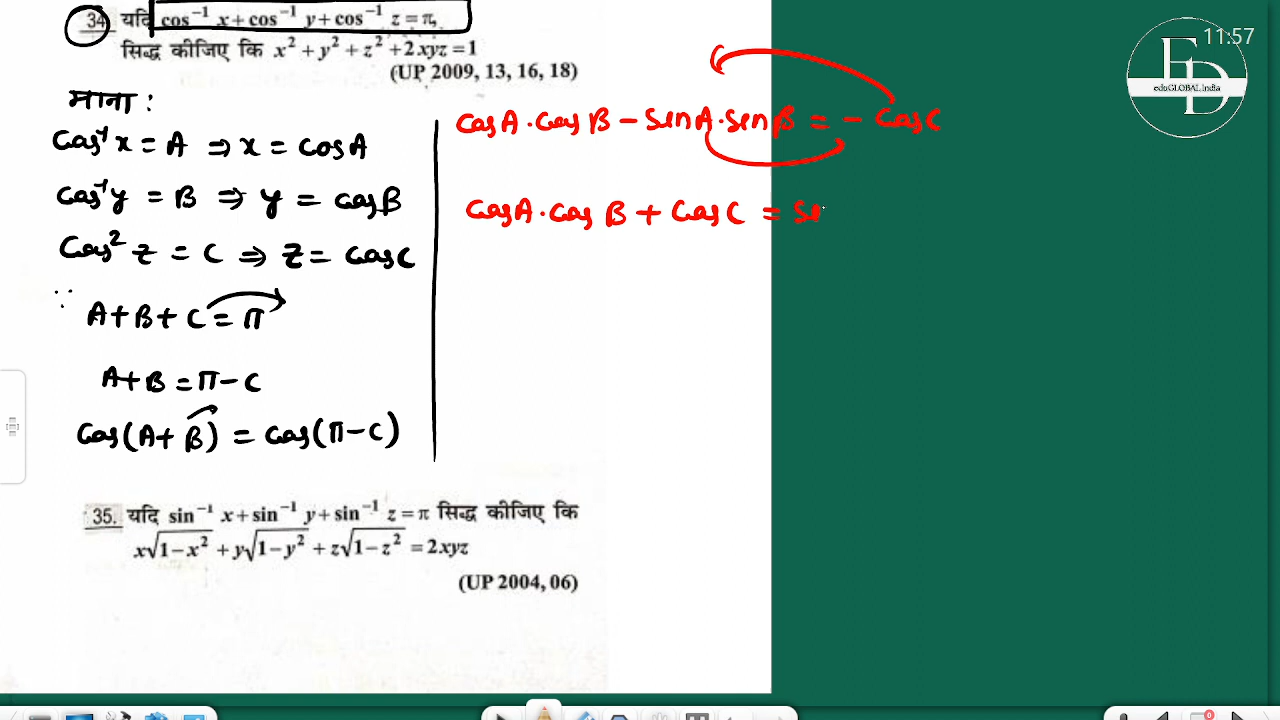 34. यदि cos⁻¹ x + cos⁻¹ y + cos⁻¹ z = π,
सिद्ध कीजिए कि x² + y² + z² + 2xyz = 1
(UP 2009, 13, 16, 18)
माना :
Cos⁻¹x = A ⇒ x = cosA
Cos⁻¹y = B ⇒ y = cosB
Cos² z = C ⇒ z = cosC
∵
A+B+C = π
A+B = π-C
Cos(A+B) = Cos(π-C)
35. यदि sin⁻¹ x + sin⁻¹ y + sin⁻¹ z = π सिद्ध कीजिए कि
x√1-x² + y√1-y² + z√1-z² = 2xyz
(UP 2004, 06)
CosA·CosB - SinA·SinB = - CosC
CosA·CosB + CosC = Si
11:57
ED
eduGLOBAL.India